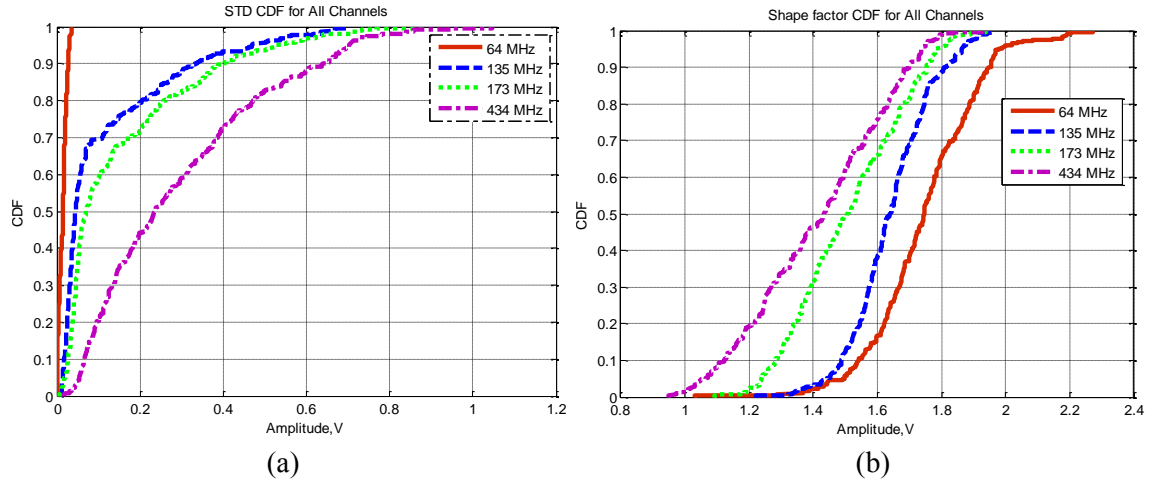 STD CDF for All Channels
1
0.9
0.8
0.7
0.6
0.5
0.4
0.3
0.2
0.1
0
CDF
64 MHz
135 MHz
173 MHz
434 MHz
0 0.2 0.4 0.6 0.8 1 1.2
Amplitude,V
(a)
Shape factor CDF for All Channels
1
0.9
0.8
0.7
0.6
0.5
0.4
0.3
0.2
0.1
0
CDF
64 MHz
135 MHz
173 MHz
434 MHz
0.8 1 1.2 1.4 1.6 1.8 2 2.2 2.4
Amplitude,V
(b)